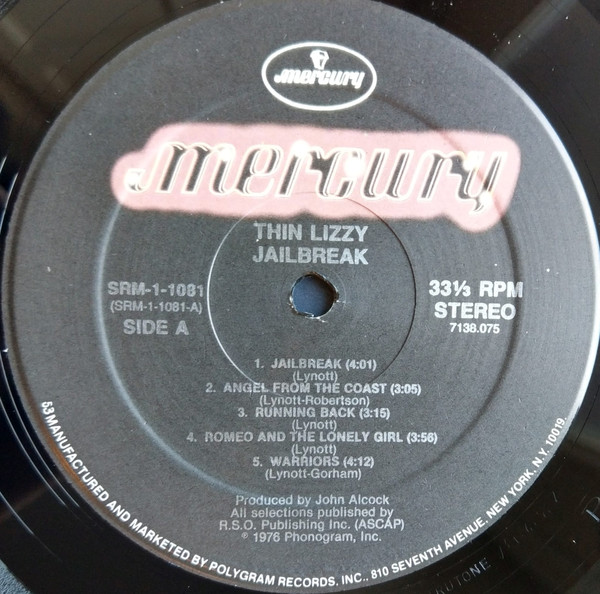 mercury
mercury
THIN LIZZY
JAILBREAK
SRM-1-1081
(SRM-1-1081-A)
SIDE A
33⅓ RPM
STEREO
7138.075
1. JAILBREAK (4:01)
(Lynott)
2. ANGEL FROM THE COAST (3:05)
(Lynott-Robertson)
3. RUNNING BACK (3:15)
(Lynott)
4. ROMEO AND THE LONELY GIRL (3:56)
(Lynott)
5. WARRIORS (4:12)
(Lynott-Gorham)
Produced by John Alcock
All selections published by
R.S.O. Publishing Inc. (ASCAP)
℗ 1976 Phonogram, Inc.
53 MANUFACTURED AND MARKETED BY POLYGRAM RECORDS. INC.. 810 SEVENTH AVENUE. NEW YORK. N.Y. 10019.